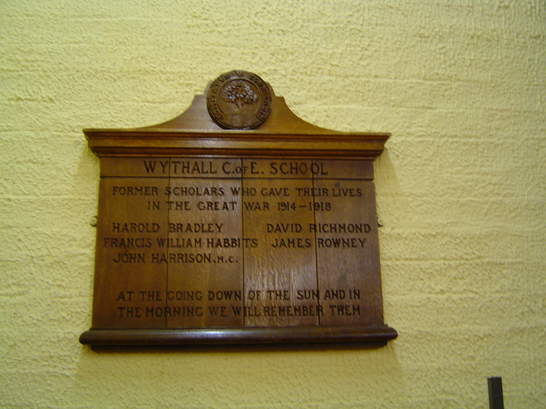 WYTHALL C. OF E. SCHOOL
FORMER SCHOLARS WHO GAVE THEIR LIVES
IN THE GREAT WAR 1914-1918
HAROLD BRADLEY DAVID RICHMOND
FRANCIS WILLIAM HABBITS JAMES ROWNEY
JOHN HARRISON, M.C.
AT THE GOING DOWN OF THE SUN AND IN
THE MORNING WE WILL REMEMBER THEM